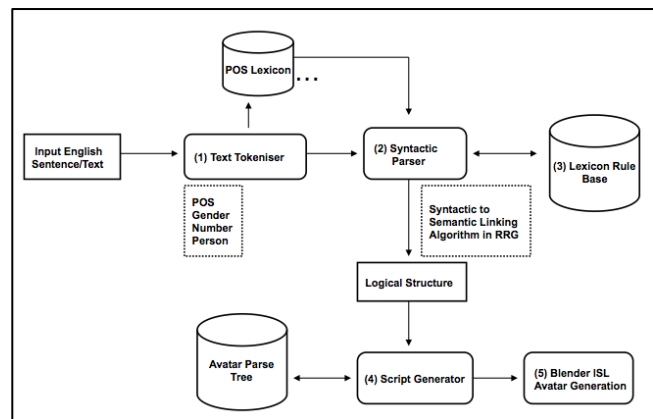 POS Lexicon
...
Input English
Sentence/Text
(1) Text Tokeniser
(2) Syntactic
Parser
(3) Lexicon Rule
Base
POS
Gender
Number
Person
Syntactic to
Semantic Linking
Algorithm in RRG
Logical Structure
Avatar Parse
Tree
(4) Script Generator
(5) Blender ISL
Avatar Generation